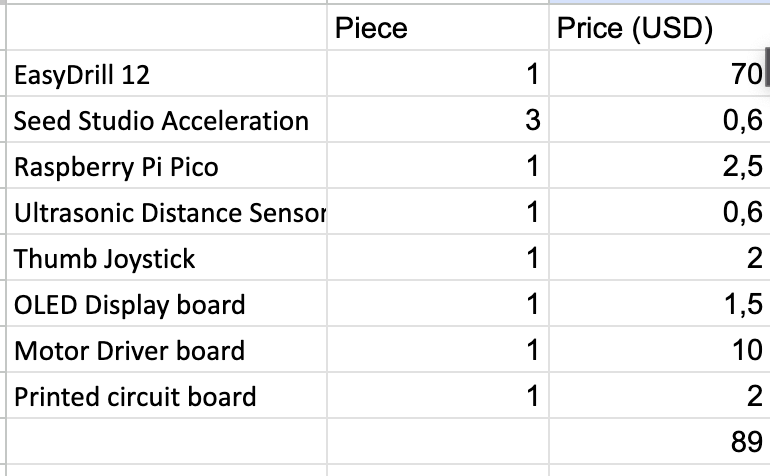 Piece Price (USD)
EasyDrill 12 1 70
Seed Studio Acceleration 3 0,6
Raspberry Pi Pico 1 2,5
Ultrasonic Distance Sensor 1 0,6
Thumb Joystick 1 2
OLED Display board 1 1,5
Motor Driver board 1 10
Printed circuit board 1 2
89